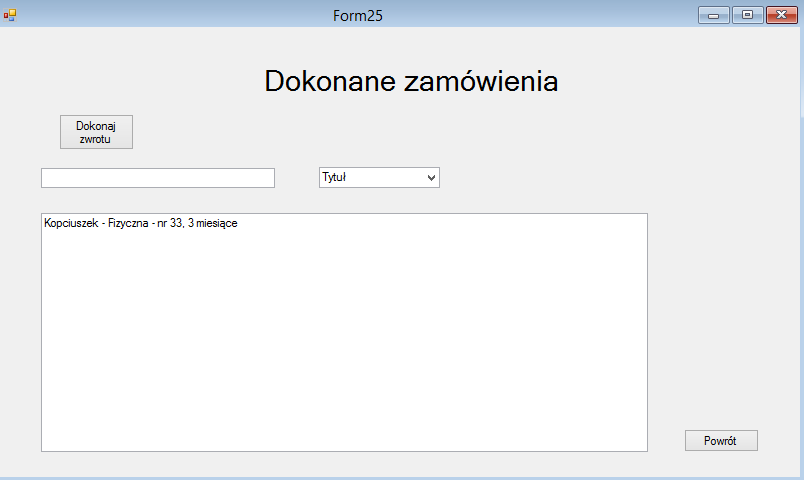 Form25
Dokonane zamówienia
Dokonaj
zwrotu
Tytuł
Kopciuszek - Fizyczna - nr 33, 3 miesiące
Powrót